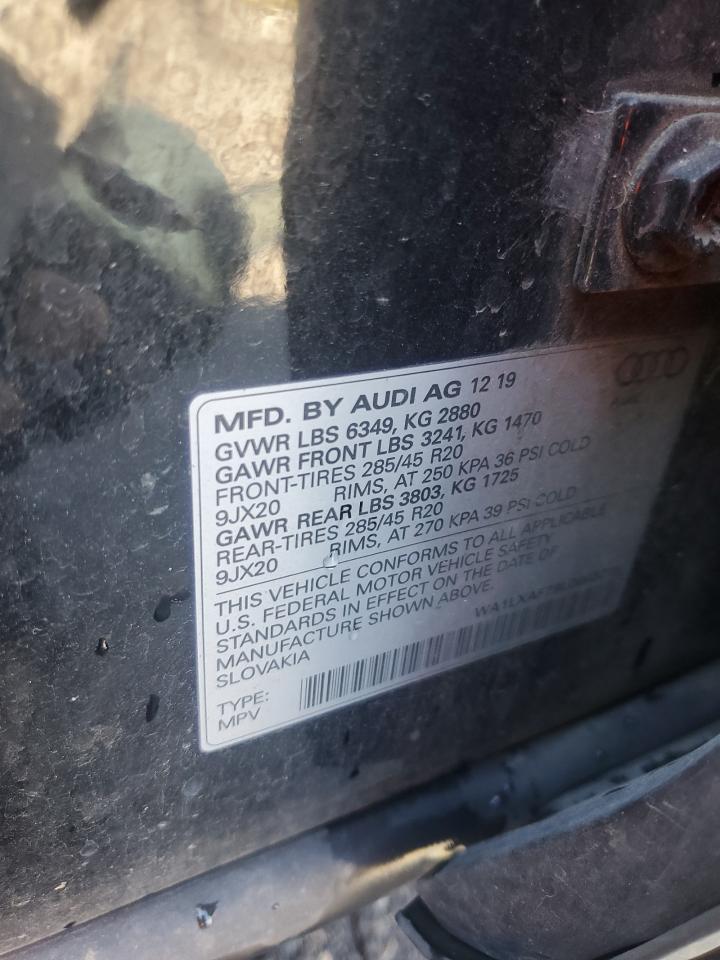 MFD. BY AUDI AG 12 19
GVWR LBS 6349, KG 2880
GAWR FRONT LBS 3241, KG 1470
FRONT-TIRES 285/45 R20
9JX20 RIMS, AT 250 KPA 36 PSI COLD
GAWR REAR LBS 3803, KG 1725
REAR-TIRES 285/45 R20
9JX20 RIMS, AT 270 KPA 39 PSI COLD
THIS VEHICLE CONFORMS TO ALL APPLICABLE
U.S. FEDERAL MOTOR VEHICLE SAFETY
STANDARDS IN EFFECT ON THE DATE OF
MANUFACTURE SHOWN ABOVE.
SLOVAKIA
TYPE:
MPV